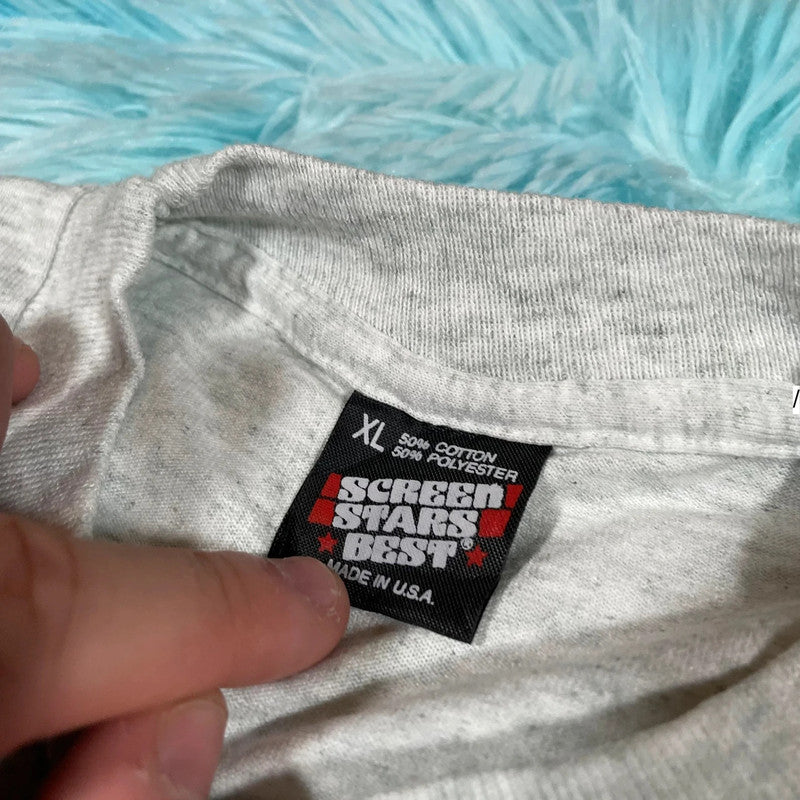 XL
50% COTTON
50% POLYESTER
SCREEN
STARS
BEST®
MADE IN U.S.A.